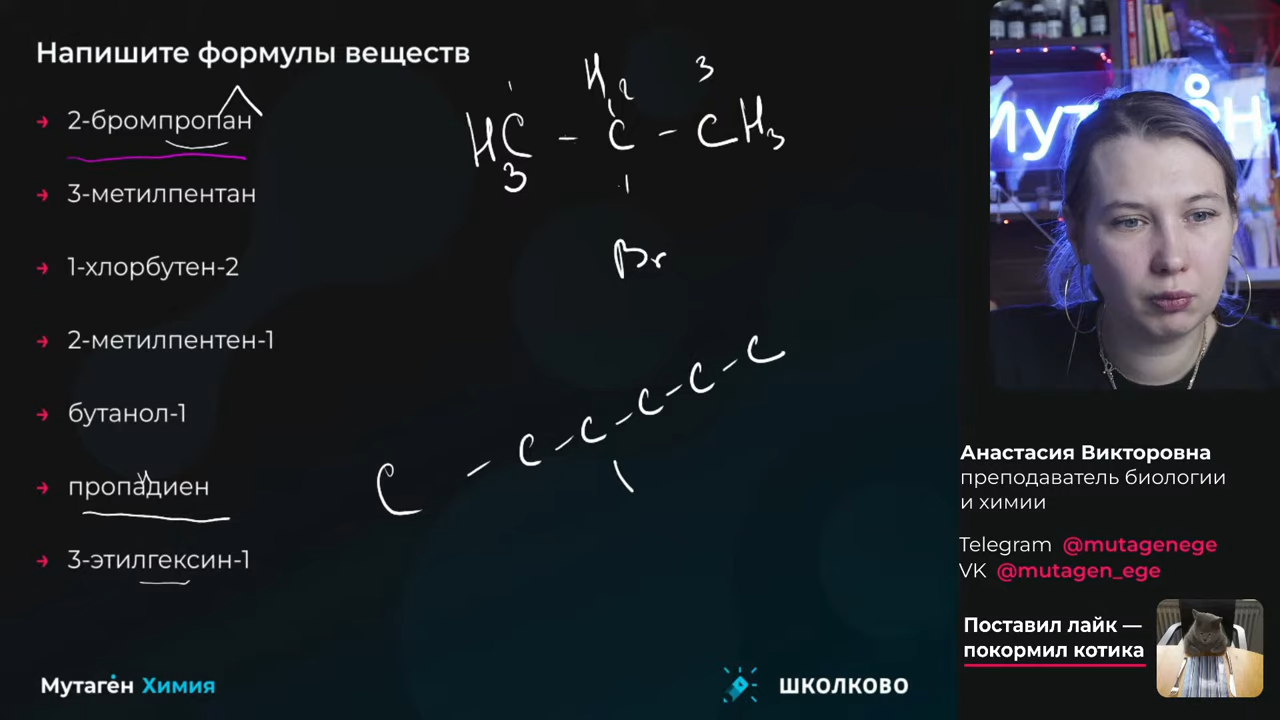 Напишите формулы веществ
→ 2-бромпропан
→ 3-метилпентан
→ 1-хлорбутен-2
→ 2-метилпентен-1
→ бутанол-1
→ пропадиен
→ 3-этилгексин-1
H 2 3
H3C - C - CH3
Br
C - C - C - C - C - C
Мутаген
Анастасия Викторовна
преподаватель биологии
и химии
Telegram @mutagenege
VK @mutagen_ege
Поставил лайк —
покормил котика
Мутаген Химия
ШКОЛКОВО